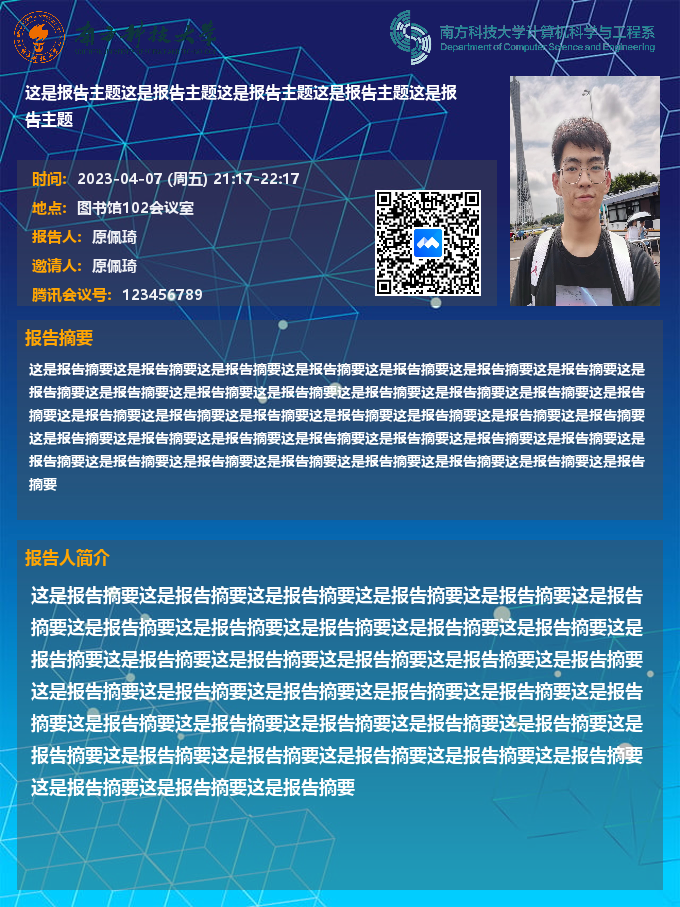 南方科技大学
南方科技大学计算机科学与工程系
Department of Computer Science and Engineering
这是报告主题这是报告主题这是报告主题这是报告主题这是报
告主题
时间：2023-04-07 (周五) 21:17-22:17
地点：图书馆102会议室
报告人：原佩琦
邀请人：原佩琦
腾讯会议号：123456789
报告摘要
这是报告摘要这是报告摘要这是报告摘要这是报告摘要这是报告摘要这是报告摘要这是报告摘要这是
报告摘要这是报告摘要这是报告摘要这是报告摘要这是报告摘要这是报告摘要这是报告摘要这是报告
摘要这是报告摘要这是报告摘要这是报告摘要这是报告摘要这是报告摘要这是报告摘要这是报告摘要
这是报告摘要这是报告摘要这是报告摘要这是报告摘要这是报告摘要这是报告摘要这是报告摘要这是
报告摘要这是报告摘要这是报告摘要这是报告摘要这是报告摘要这是报告摘要这是报告摘要这是报告
摘要
报告人简介
这是报告摘要这是报告摘要这是报告摘要这是报告摘要这是报告摘要这是报告
摘要这是报告摘要这是报告摘要这是报告摘要这是报告摘要这是报告摘要这是
报告摘要这是报告摘要这是报告摘要这是报告摘要这是报告摘要这是报告摘要
这是报告摘要这是报告摘要这是报告摘要这是报告摘要这是报告摘要这是报告
摘要这是报告摘要这是报告摘要这是报告摘要这是报告摘要这是报告摘要这是
报告摘要这是报告摘要这是报告摘要这是报告摘要这是报告摘要这是报告摘要
这是报告摘要这是报告摘要这是报告摘要